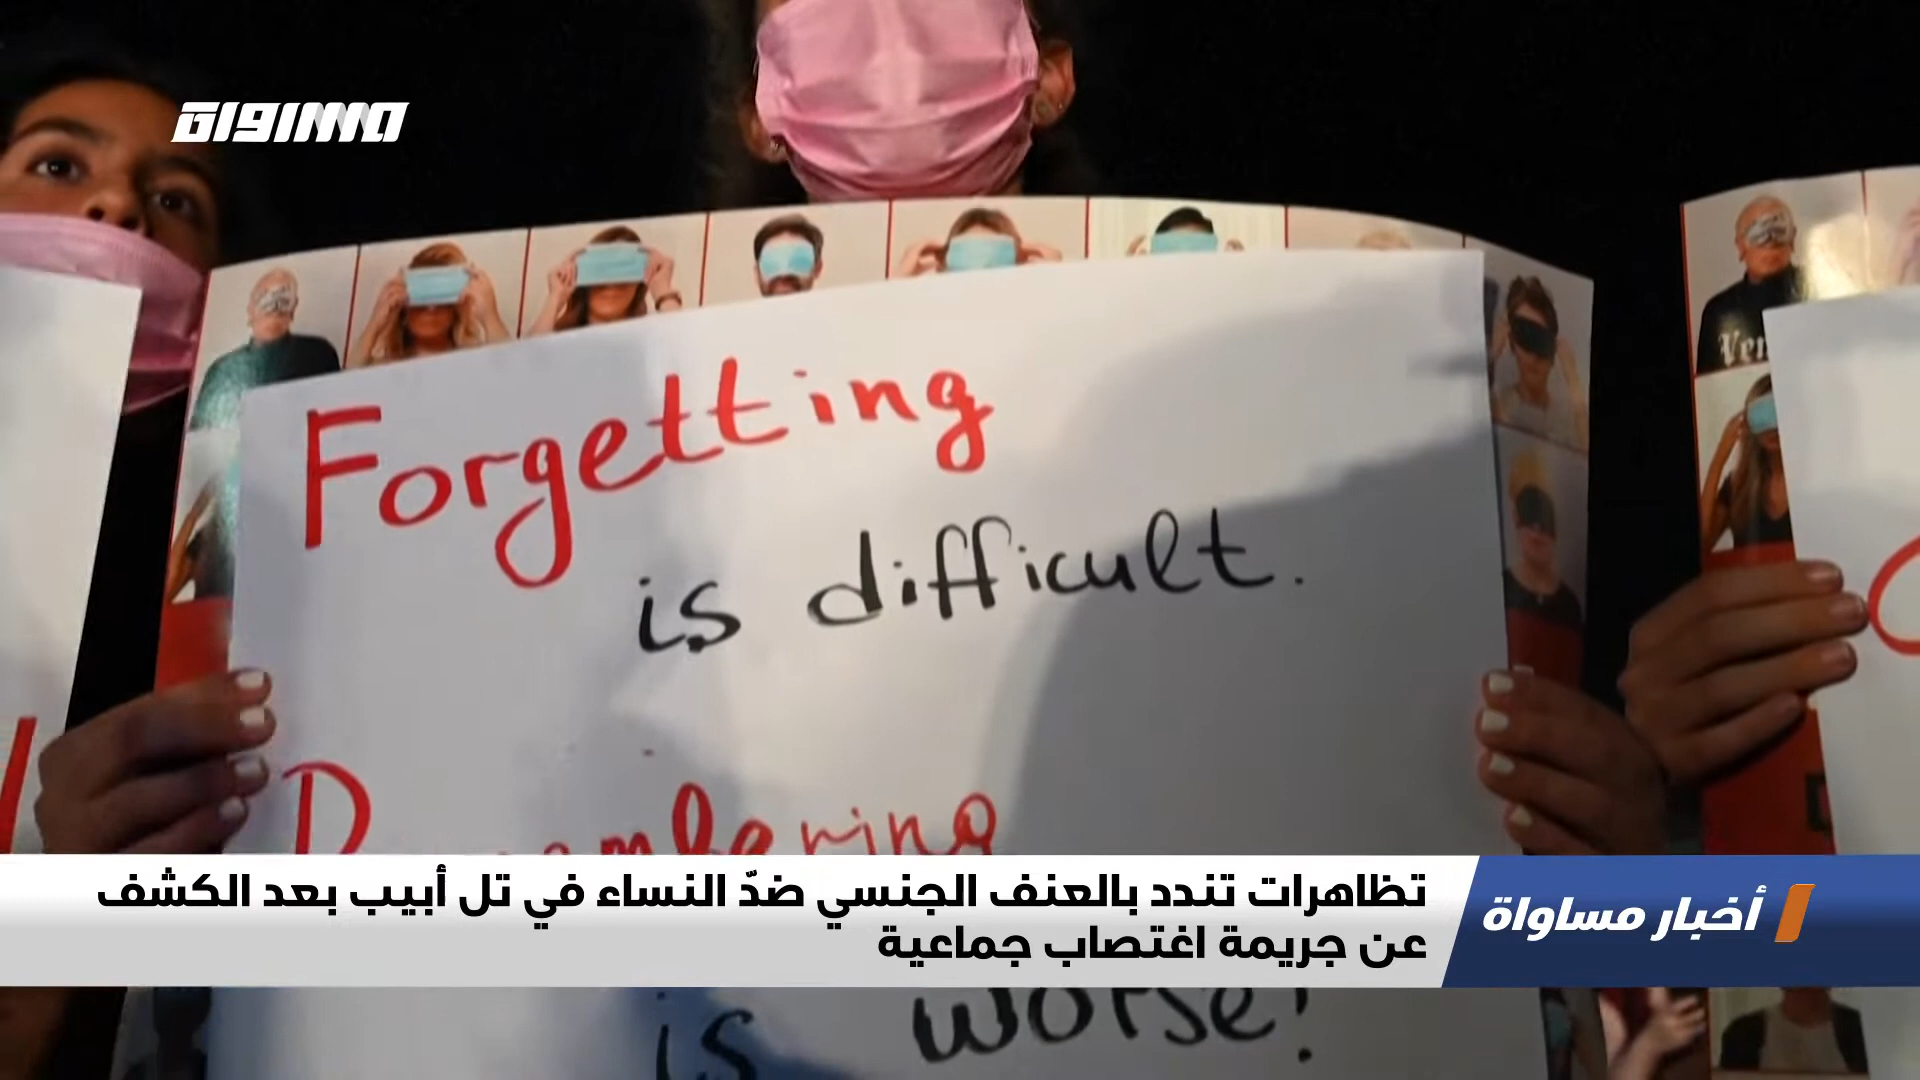 مساواة
Forgetting
is difficult.
Remembering
is worse!
أخبار مساواة
تظاهرات تندد بالعنف الجنسي ضدّ النساء في تل أبيب بعد الكشف
عن جريمة اغتصاب جماعية